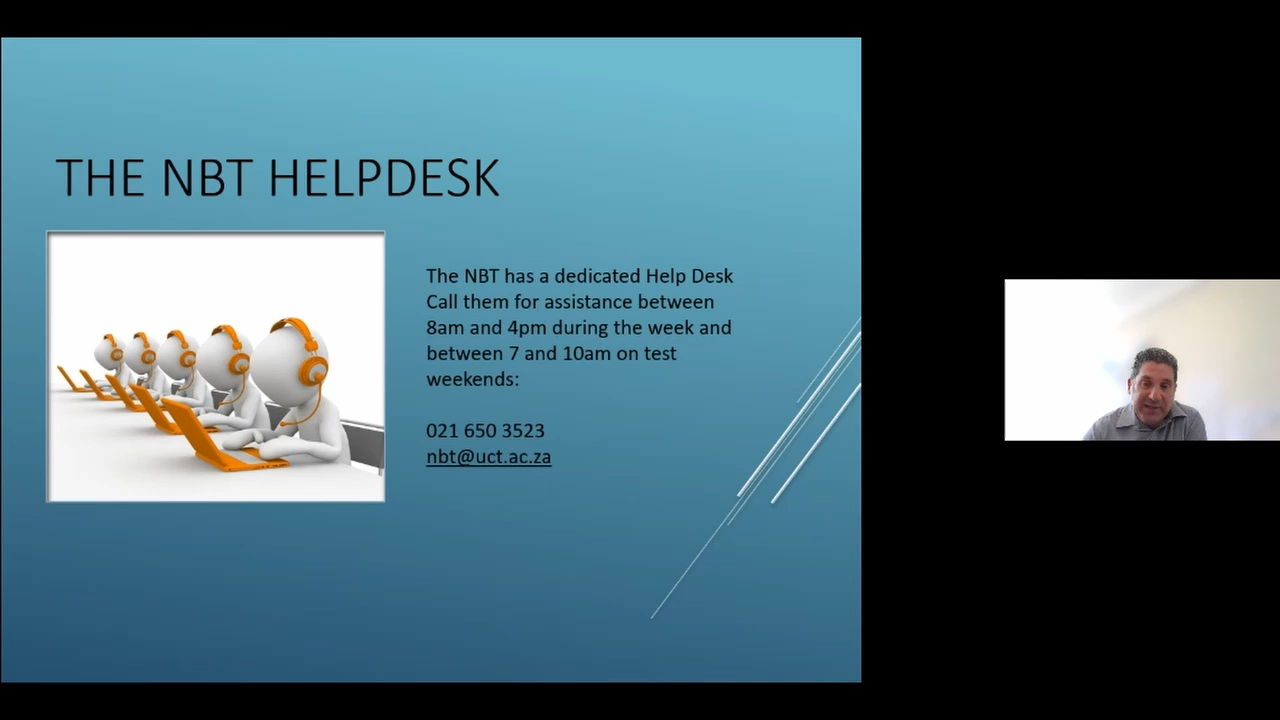 THE NBT HELPDESK
The NBT has a dedicated Help Desk
Call them for assistance between
8am and 4pm during the week and
between 7 and 10am on test
weekends:
021 650 3523
nbt@uct.ac.za